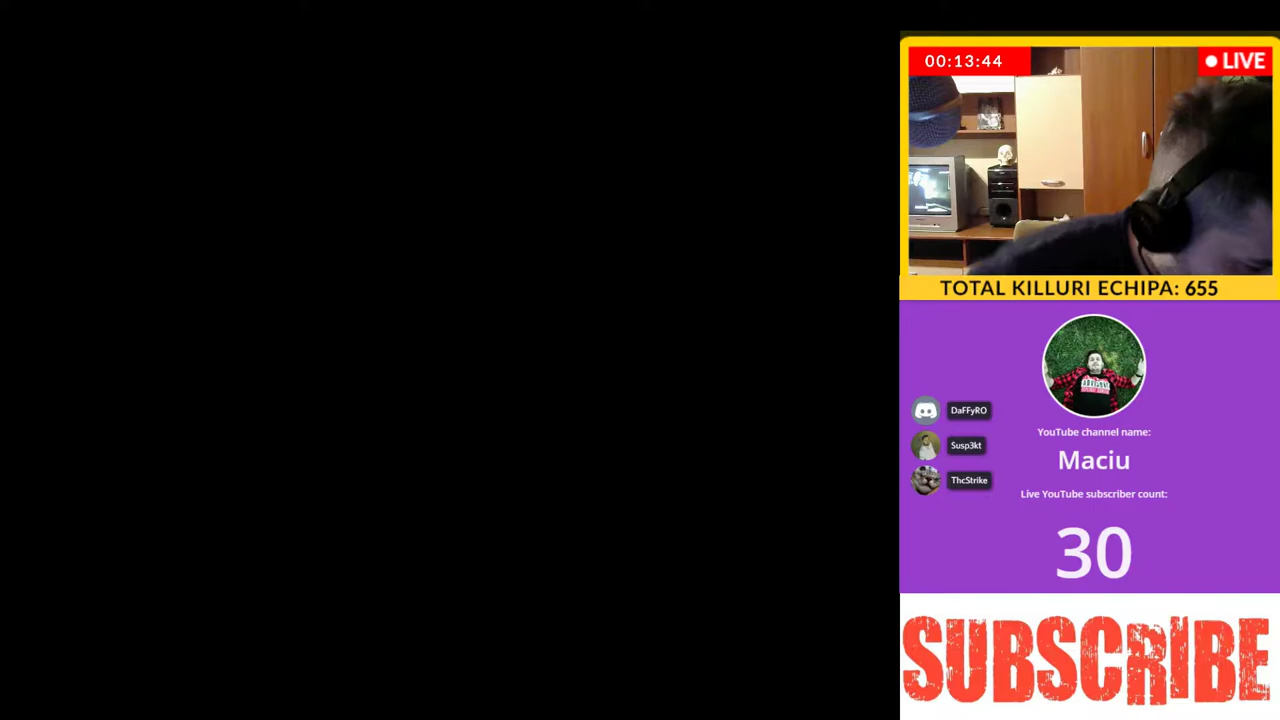 00:13:44
LIVE
TOTAL KILLURI ECHIPA: 655
DaFFyRO
Susp3kt
ThcStrike
YouTube channel name:
Maciu
Live YouTube subscriber count:
30
SUBSCRIBE